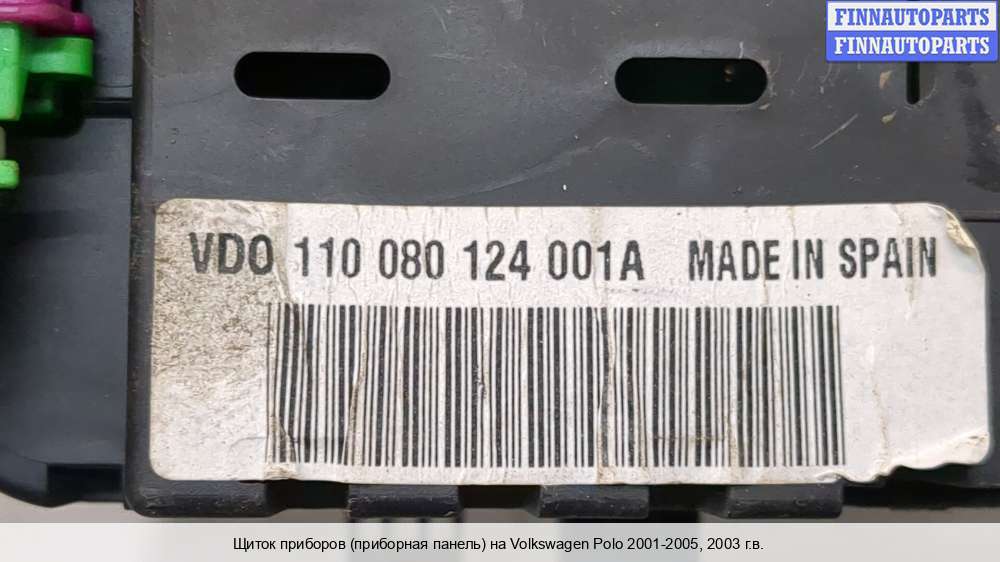 FINNAUTOPARTS
FINNAUTOPARTS
VDO 110 080 124 001A MADE IN SPAIN
Щиток приборов (приборная панель) на Volkswagen Polo 2001-2005, 2003 г.в.